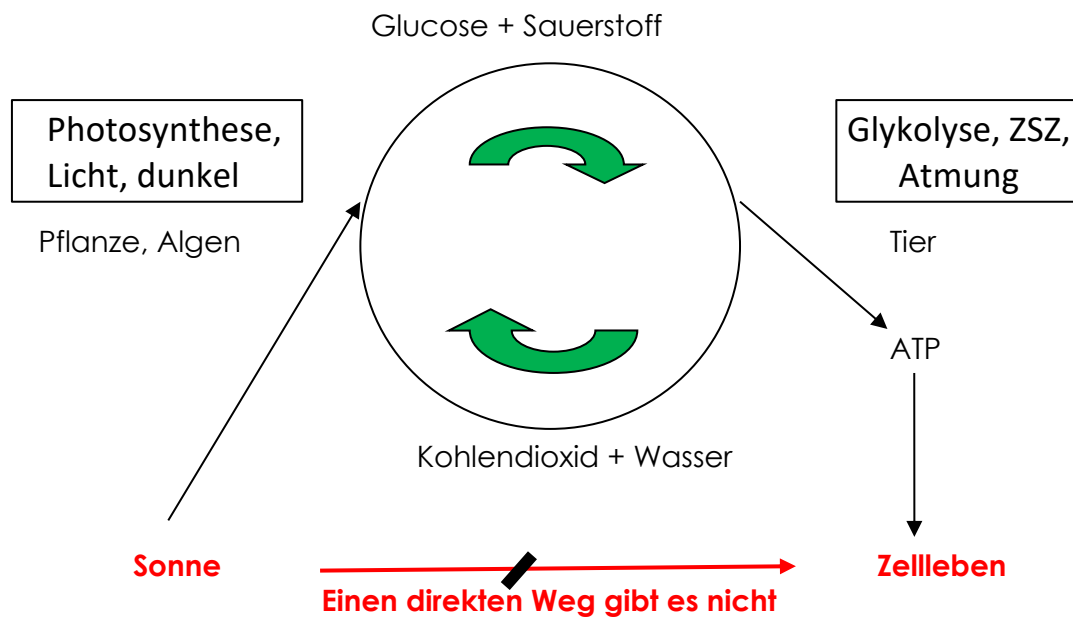 Glucose + Sauerstoff
Photosynthese,
Licht, dunkel
Glykolyse, ZSZ,
Atmung
Pflanze, Algen
Tier
ATP
Kohlendioxid + Wasser
Sonne
Zellleben
Einen direkten Weg gibt es nicht